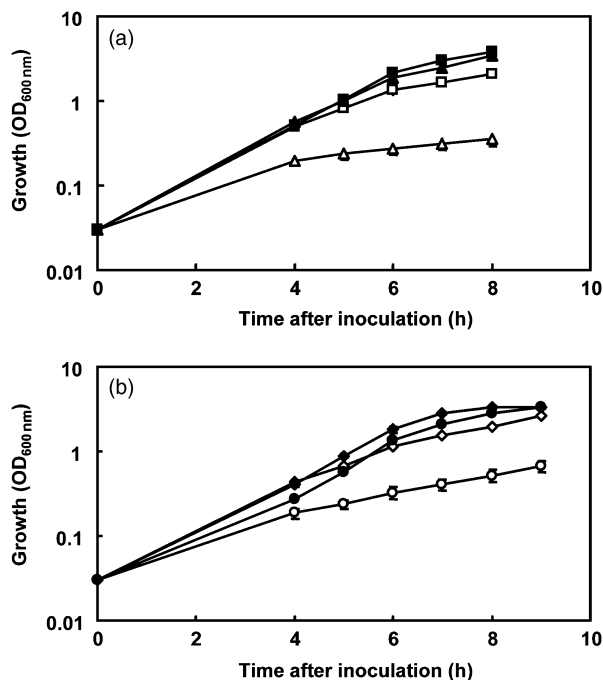 (a)
10
1
0.1
0.01
Growth (OD600 nm)
0 2 4 6 8 10
Time after inoculation (h)
(b)
10
1
0.1
0.01
Growth (OD600 nm)
0 2 4 6 8 10
Time after inoculation (h)